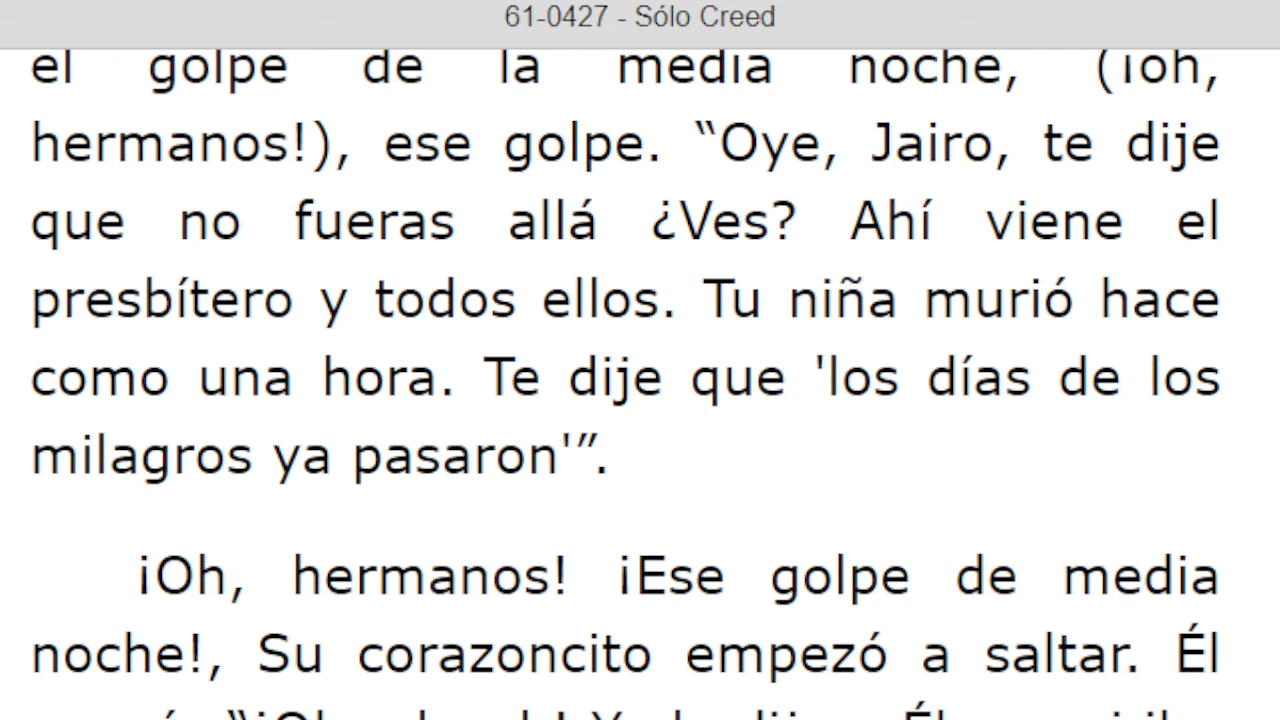 61-0427 - Sólo Creed
el golpe de la media noche, (¡oh,
hermanos!), ese golpe. “Oye, Jairo, te dije
que no fueras allá ¿Ves? Ahí viene el
presbítero y todos ellos. Tu niña murió hace
como una hora. Te dije que 'los días de los
milagros ya pasaron'”.
¡Oh, hermanos! ¡Ese golpe de media
noche!, Su corazoncito empezó a saltar. Él